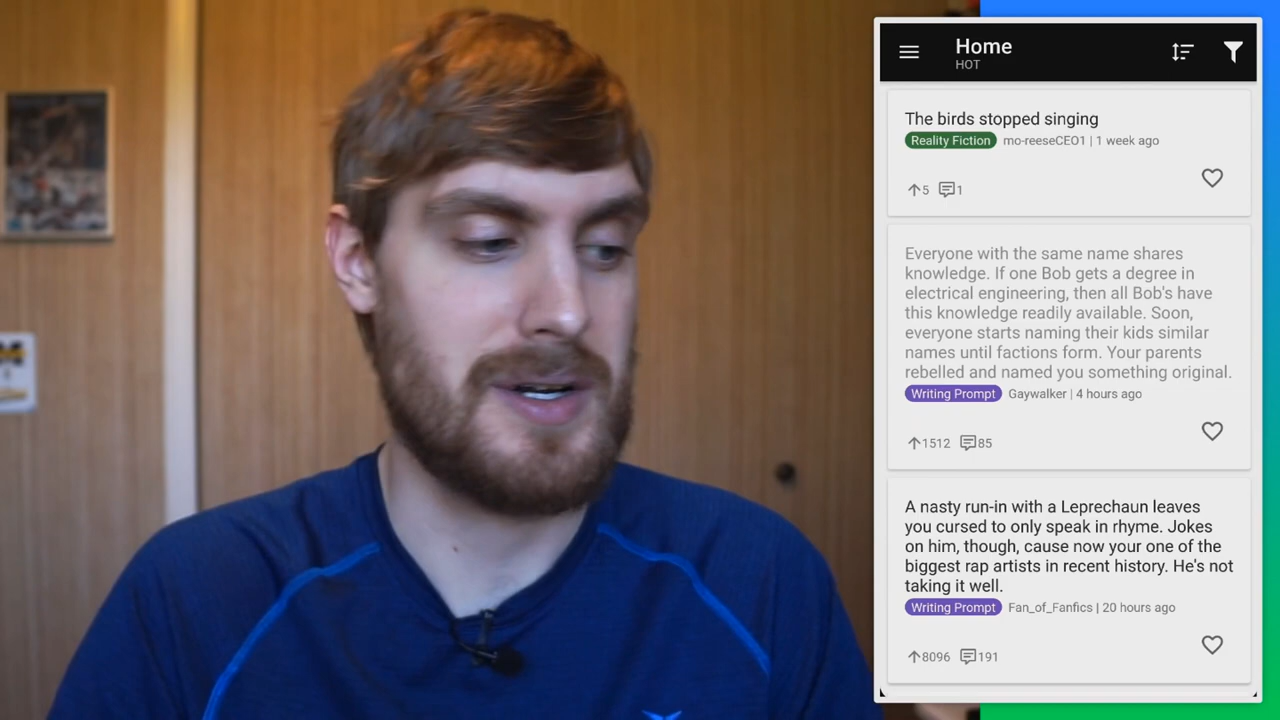 Home
HOT
The birds stopped singing
Reality Fiction mo-reeseCEO1 | 1 week ago
5 1
Everyone with the same name shares
knowledge. If one Bob gets a degree in
electrical engineering, then all Bob's have
this knowledge readily available. Soon,
everyone starts naming their kids similar
names until factions form. Your parents
rebelled and named you something original.
Writing Prompt Gaywalker | 4 hours ago
1512 85
A nasty run-in with a Leprechaun leaves
you cursed to only speak in rhyme. Jokes
on him, though, cause now your one of the
biggest rap artists in recent history. He's not
taking it well.
Writing Prompt Fan_of_Fanfics | 20 hours ago
8096 191